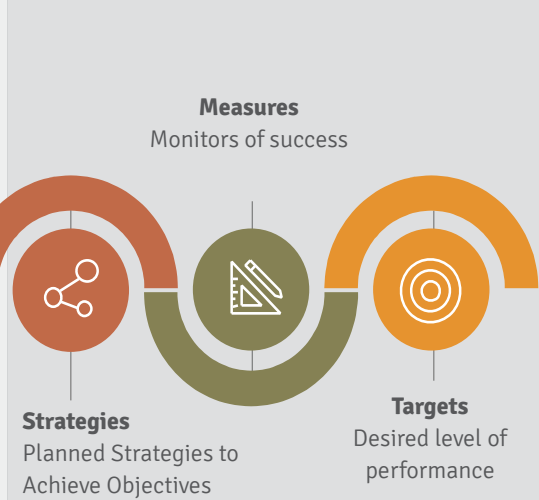 Measures
Monitors of success
Strategies
Planned Strategies to
Achieve Objectives
Targets
Desired level of
performance